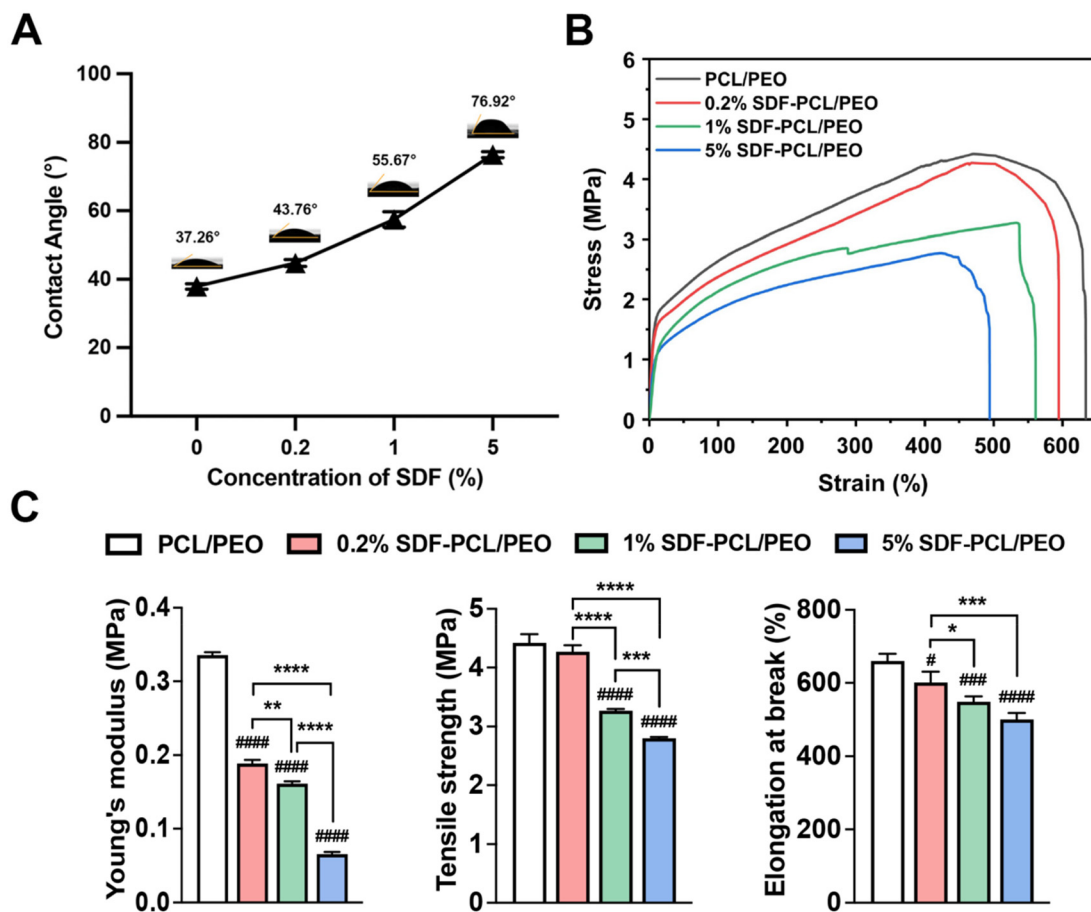 A
Contact Angle (°)
100
80
60
40
20
0
37.26°
43.76°
55.67°
76.92°
0 0.2 1 5
Concentration of SDF (%)
B
Stress (MPa)
6
5
4
3
2
1
0
PCL/PEO
0.2% SDF-PCL/PEO
1% SDF-PCL/PEO
5% SDF-PCL/PEO
0 100 200 300 400 500 600
Strain (%)
C
PCL/PEO 0.2% SDF-PCL/PEO 1% SDF-PCL/PEO 5% SDF-PCL/PEO
Young's modulus (MPa)
0.4
0.3
0.2
0.1
0.0
****
** ****
#### ####
####
Tensile strength (MPa)
5
4
3
2
4
0
****
****
***
####
####
Elongation at break (%)
800
600
400
200
0
***
*
#
###
####